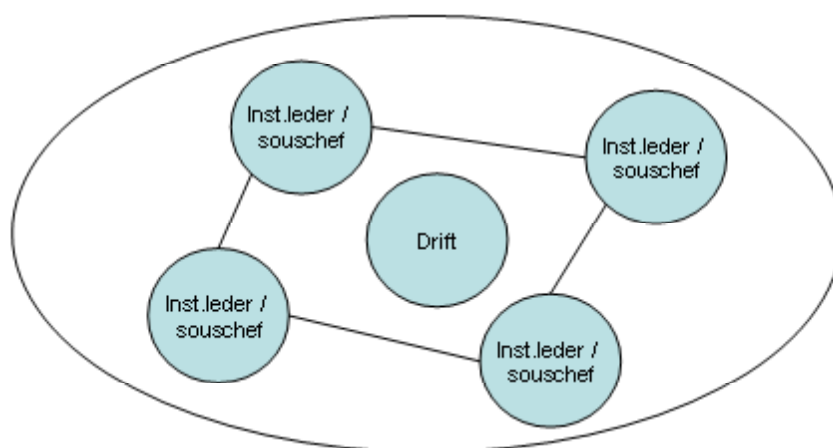 Inst.leder /
souschef
Inst.leder /
souschef
Drift
Inst.leder /
souschef
Inst.leder /
souschef